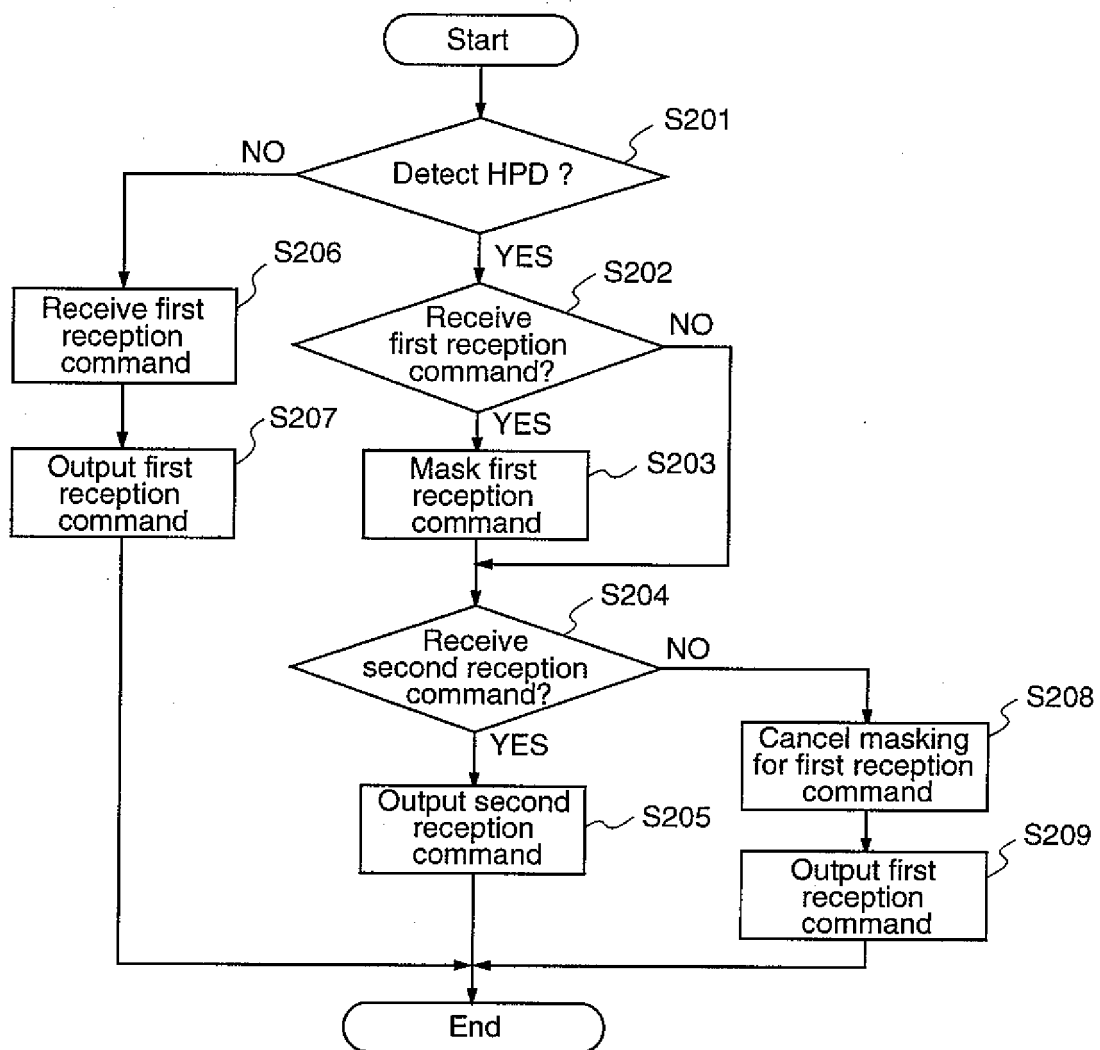 Start
S201
NO
Detect HPD ?
YES
S206
Receive first
reception
command
S202
Receive
first reception
command?
NO
YES
S207
Output first
reception
command
S203
Mask first
reception
command
S204
Receive
second reception
command?
NO
YES
S208
Cancel masking
for first reception
command
S205
Output second
reception
command
S209
Output first
reception
command
End